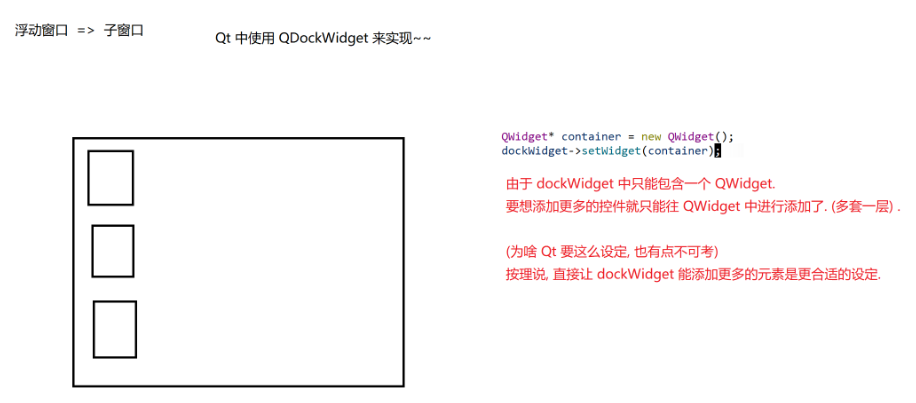 浮动窗口 => 子窗口
Qt 中使用 QDockWidget 来实现~~
QWidget* container = new QWidget();
dockWidget->setWidget(container);
由于 dockWidget 中只能包含一个 QWidget.
要想添加更多的控件就只能往 QWidget 中进行添加了. (多套一层) .
(为啥 Qt 要这么设定, 也有点不可考)
按理说, 直接让 dockWidget 能添加更多的元素是更合适的设定.